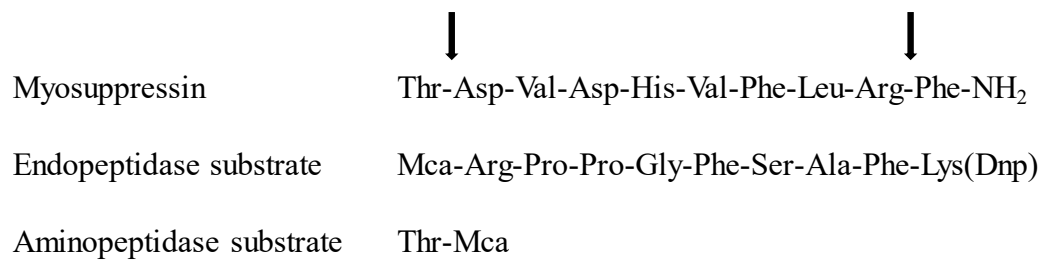 Myosuppressin Thr-Asp-Val-Asp-His-Val-Phe-Leu-Arg-Phe-NH₂
Endopeptidase substrate Mca-Arg-Pro-Pro-Gly-Phe-Ser-Ala-Phe-Lys(Dnp)
Aminopeptidase substrate Thr-Mca